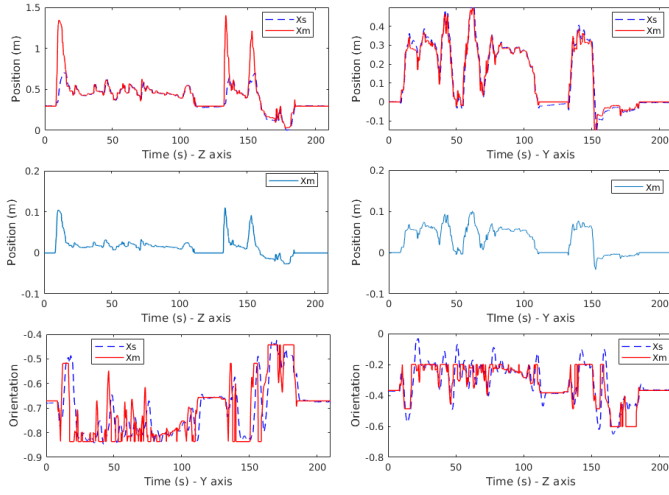 1.5
1
0.5
0
Position (m)
Xs
Xm
0 50 100 150 200
Time (s) - Z axis
0.4
0.3
0.2
0.1
0
-0.1
Position (m)
Xs
Xm
0 50 100 150 200
Time (s) - Y axis
0.2
0.1
0
-0.1
Position (m)
Xm
0 50 100 150 200
Time (s) - Z axis
0.2
0.1
0
-0.1
Position (m)
Xm
0 50 100 150 200
Time (s) - Y axis
-0.4
-0.5
-0.6
-0.7
-0.8
-0.9
Orientation
Xs
Xm
0 50 100 150 200
Time (s) - Y axis
0
-0.2
-0.4
-0.6
-0.8
Orientation
Xs
Xm
0 50 100 150 200
Time (s) - Z axis